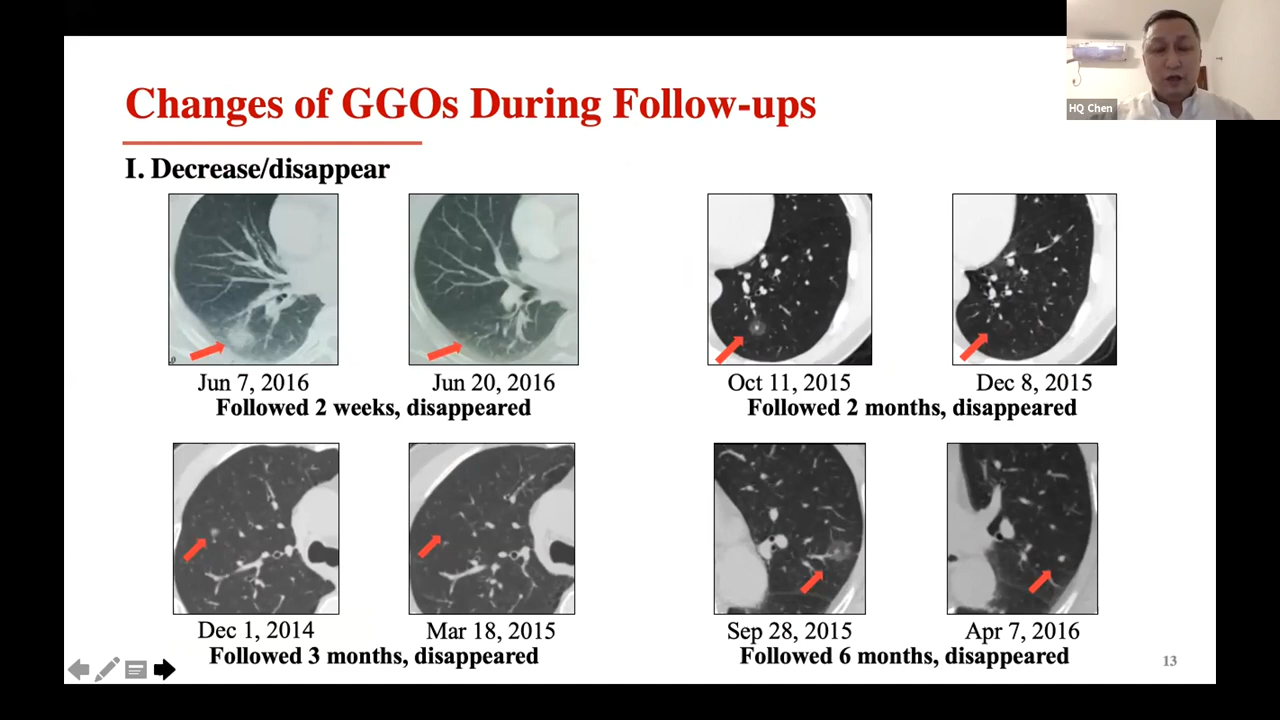 HQ Chen
Changes of GGOs During Follow-ups
I. Decrease/disappear
Jun 7, 2016
Jun 20, 2016
Followed 2 weeks, disappeared
Oct 11, 2015
Dec 8, 2015
Followed 2 months, disappeared
Dec 1, 2014
Mar 18, 2015
Followed 3 months, disappeared
Sep 28, 2015
Apr 7, 2016
Followed 6 months, disappeared
13